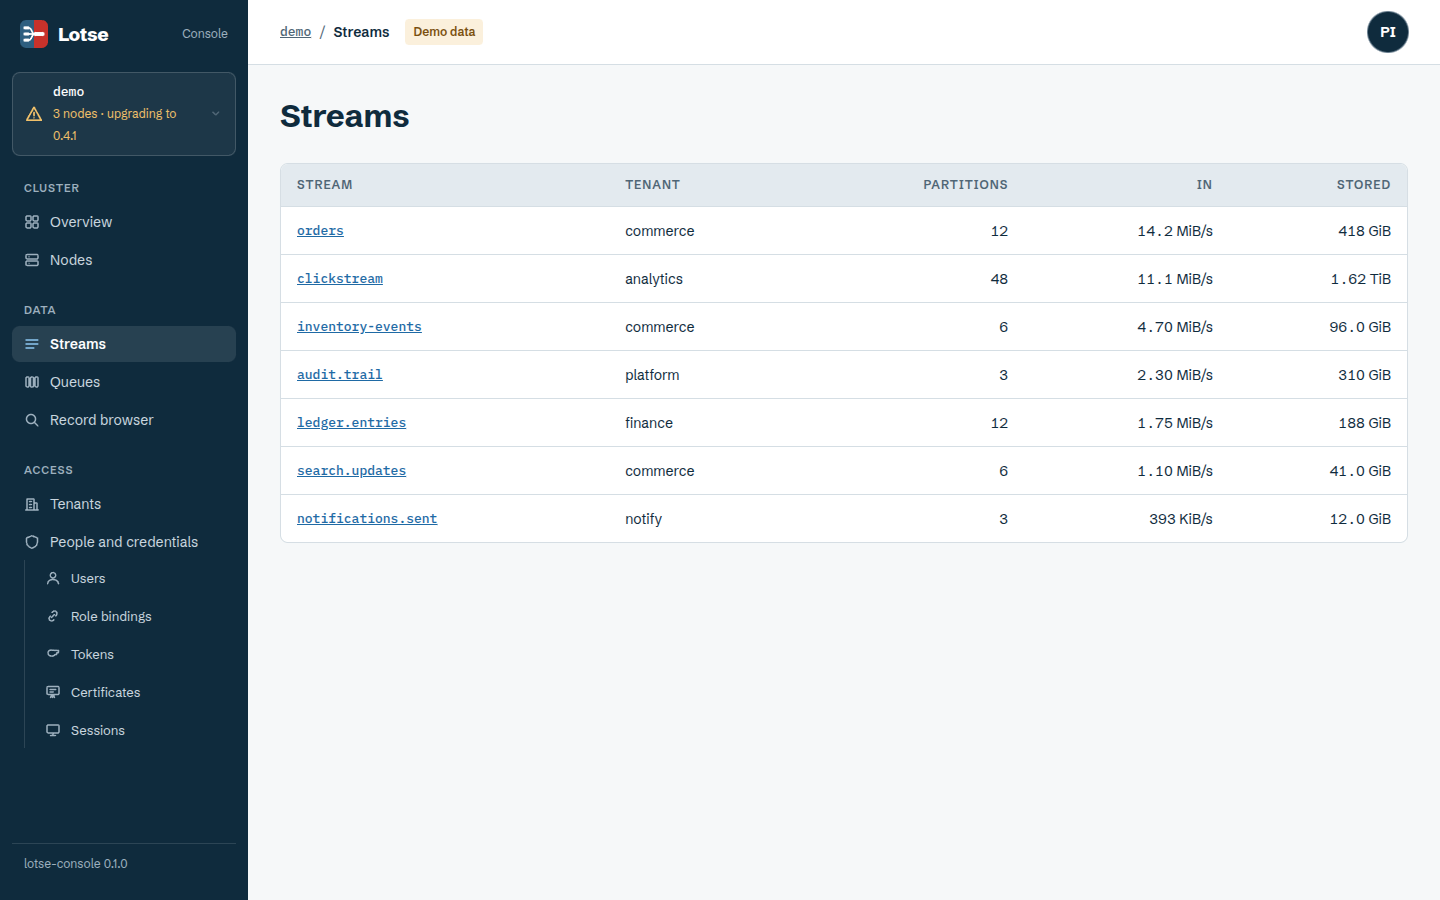 Lotse
Console
demo
3 nodes · upgrading to
0.4.1
CLUSTER
Overview
Nodes
DATA
Streams
Queues
Record browser
ACCESS
Tenants
People and credentials
Users
Role bindings
Tokens
Certificates
Sessions
lotse-console 0.1.0
demo / Streams Demo data
PI
Streams
STREAM TENANT PARTITIONS IN STORED
orders commerce 12 14.2 MiB/s 418 GiB
clickstream analytics 48 11.1 MiB/s 1.62 TiB
inventory-events commerce 6 4.70 MiB/s 96.0 GiB
audit.trail platform 3 2.30 MiB/s 310 GiB
ledger.entries finance 12 1.75 MiB/s 188 GiB
search.updates commerce 6 1.10 MiB/s 41.0 GiB
notifications.sent notify 3 393 KiB/s 12.0 GiB